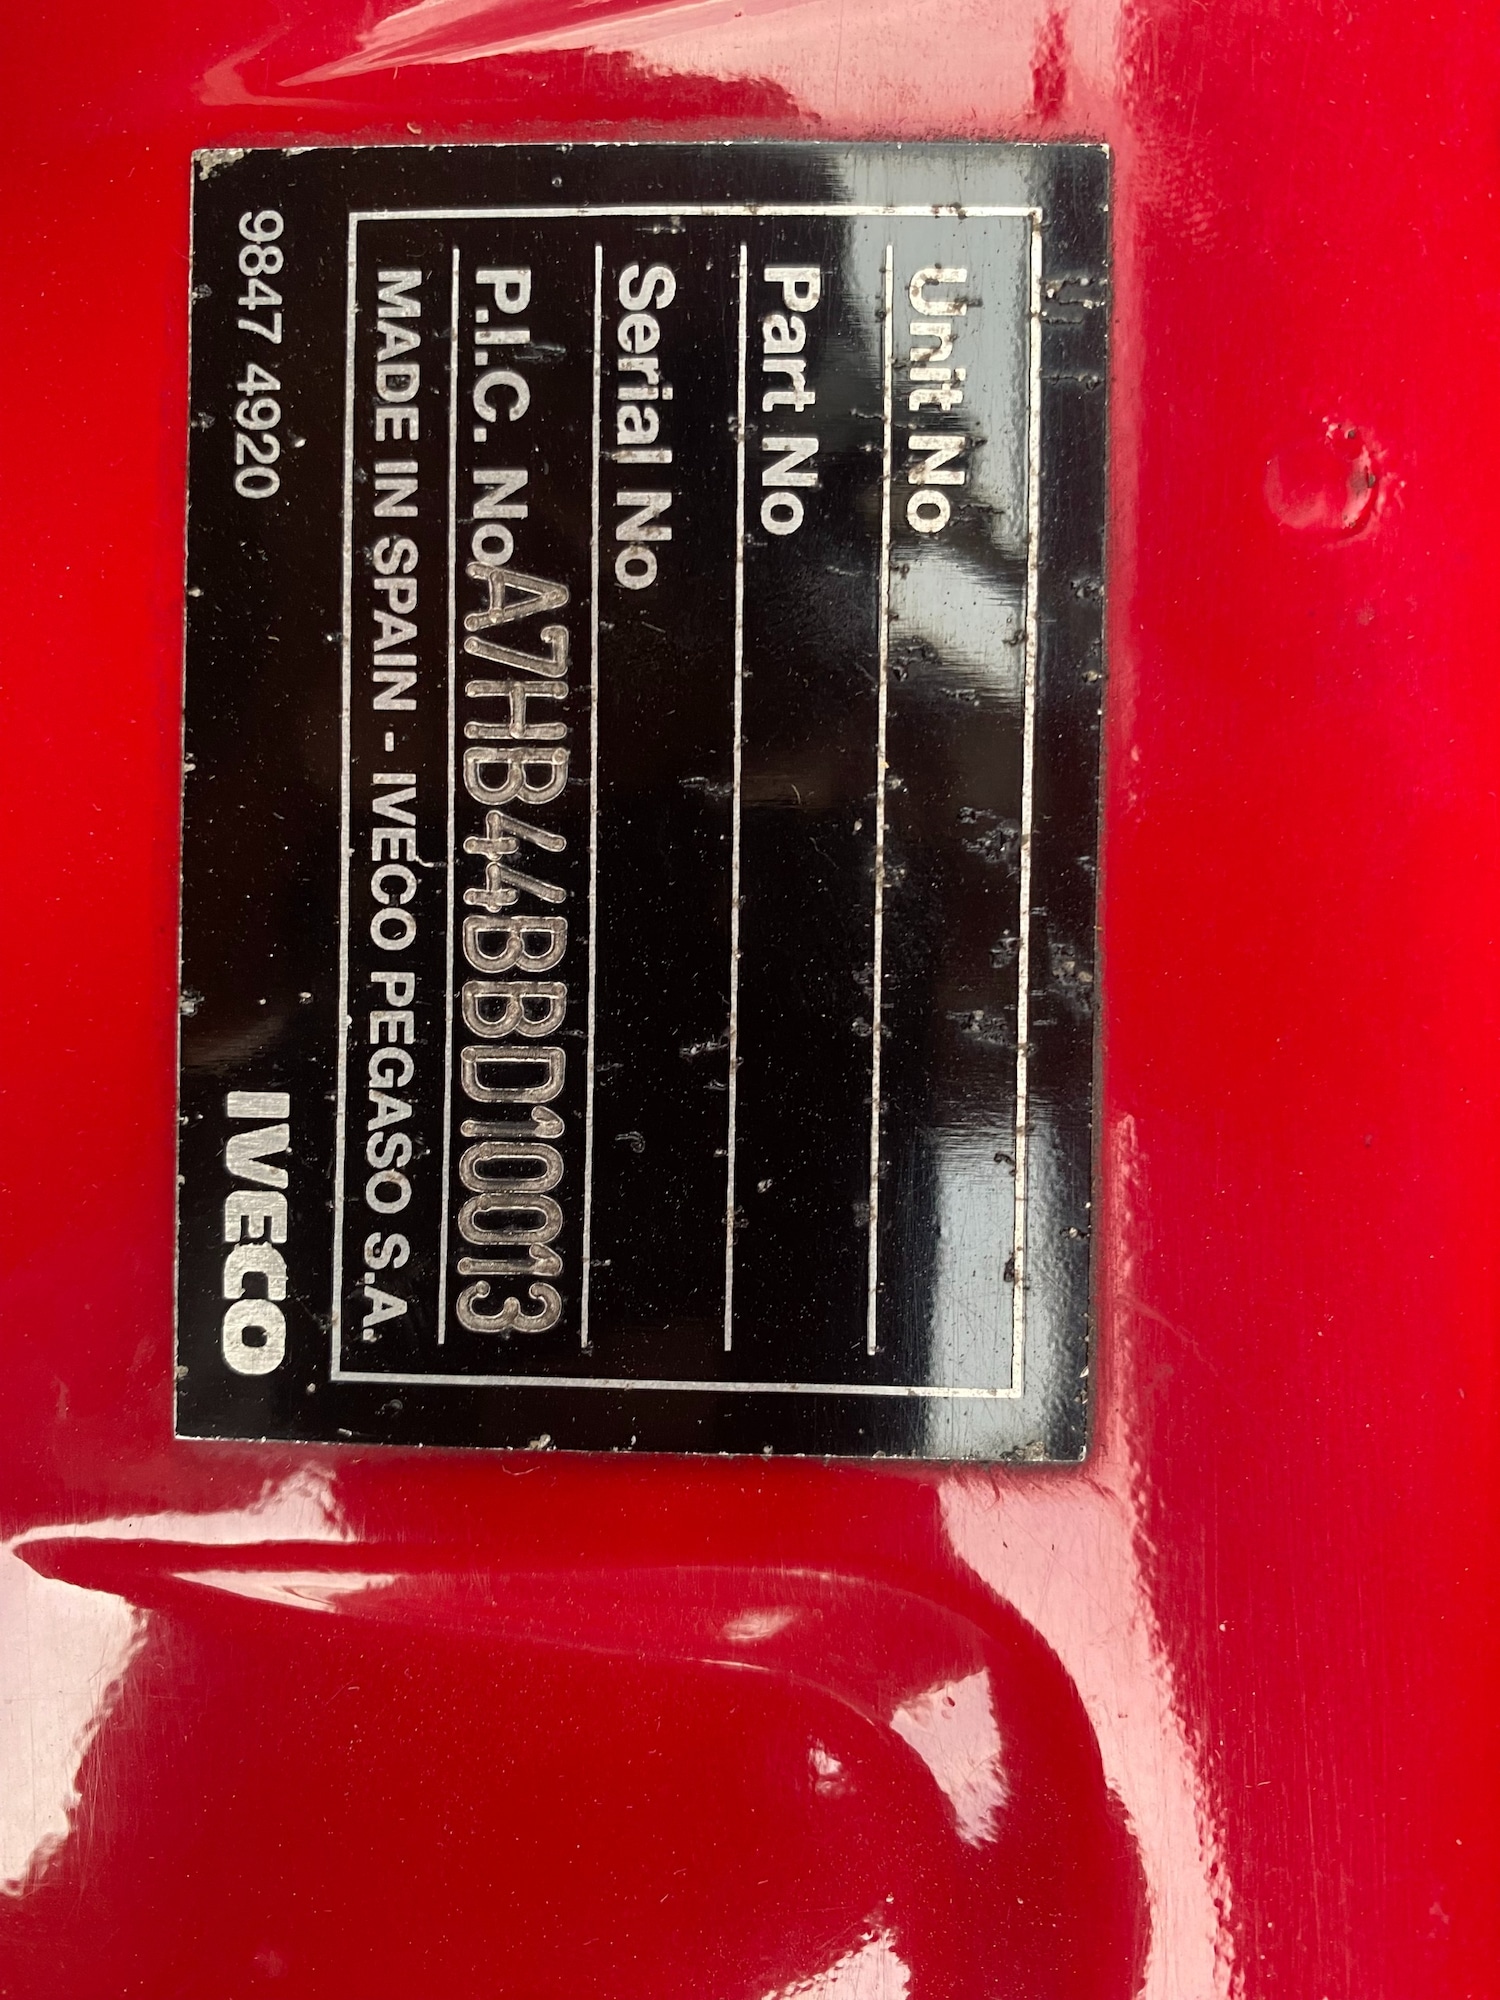 Unit No
Part No
Serial No
P.I.C. No A7HB44BBD10013
MADE IN SPAIN - IVECO PEGASO S.A.
9847 4920 IVECO